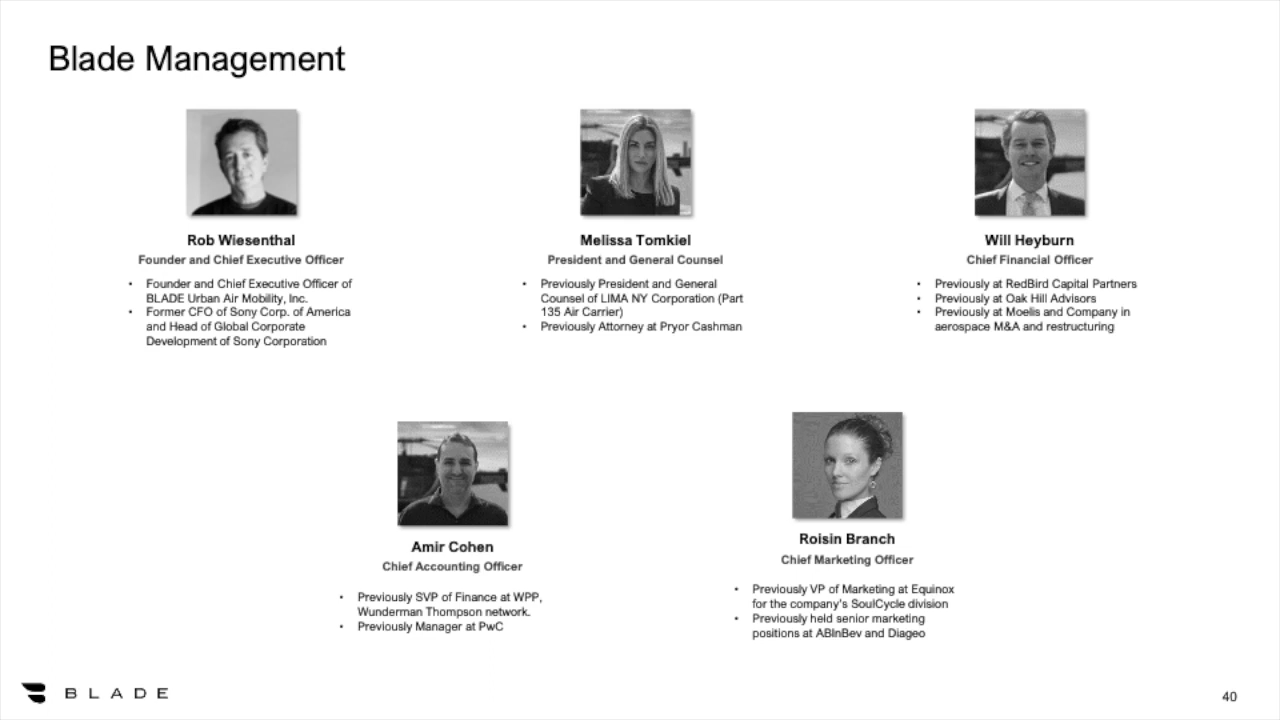 Blade Management
Rob Wiesenthal
Founder and Chief Executive Officer
• Founder and Chief Executive Officer of
BLADE Urban Air Mobility, Inc.
• Former CFO of Sony Corp. of America
and Head of Global Corporate
Development of Sony Corporation
Melissa Tomkiel
President and General Counsel
• Previously President and General
Counsel of LIMA NY Corporation (Part
135 Air Carrier)
• Previously Attorney at Pryor Cashman
Will Heyburn
Chief Financial Officer
• Previously at RedBird Capital Partners
• Previously at Oak Hill Advisors
• Previously at Moelis and Company in
aerospace M&A and restructuring
Amir Cohen
Chief Accounting Officer
• Previously SVP of Finance at WPP,
Wunderman Thompson network.
• Previously Manager at PwC
Roisin Branch
Chief Marketing Officer
• Previously VP of Marketing at Equinox
for the company's SoulCycle division
• Previously held senior marketing
positions at ABInBev and Diageo
BLADE
40